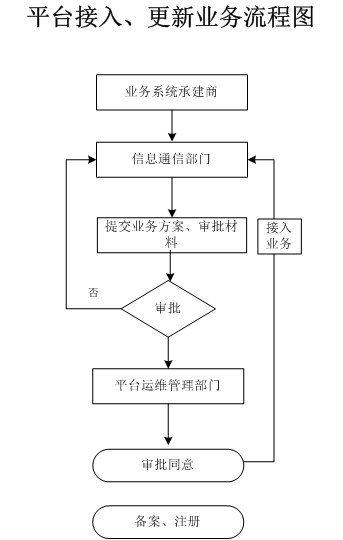 平台接入、更新业务流程图
业务系统承建商
信息通信部门
提交业务方案、审批材
料
接入
业务
否
审批
平台运维管理部门
审批同意
备案、注册